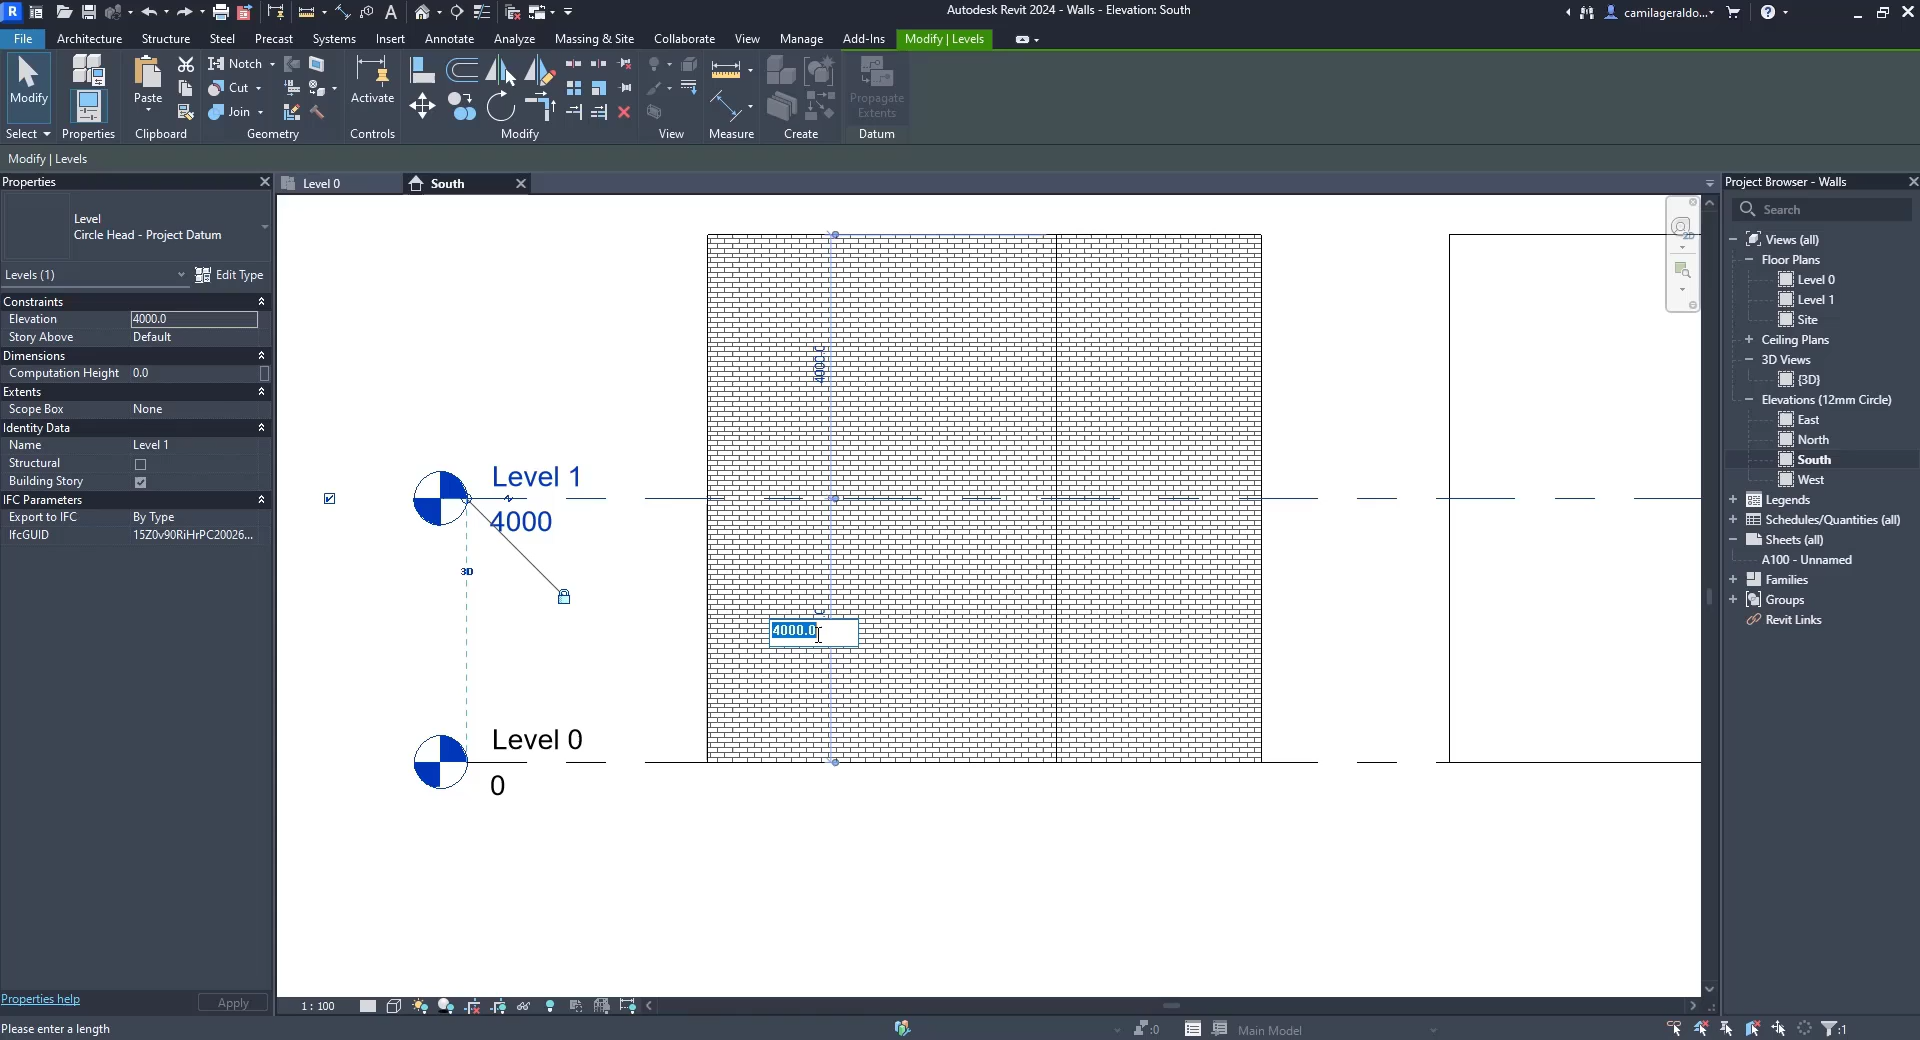 Autodesk Revit 2024 - Walls - Elevation: South
camilageraldo...
File
Architecture
Structure
Steel
Precast
Systems
Insert
Annotate
Analyze
Massing & Site
Collaborate
View
Manage
Add-Ins
Modify | Levels
Modify
Paste
Notch
Cut
Join
Activate
Propagate
Extents
Select
Properties
Clipboard
Geometry
Controls
Modify
View
Measure
Create
Datum
Modify | Levels
Properties
Level
Circle Head - Project Datum
Levels (1)
Edit Type
Constraints
Elevation 4000.0
Story Above Default
Dimensions
Computation Height 0.0
Extents
Scope Box None
Identity Data
Name Level 1
Structural
Building Story
IFC Parameters
Export to IFC By Type
IfcGUID 15Z0v90RiHrPC20026...
Properties help
Apply
Level 0
South
4000.0
Level 1
4000
3D
4000.0
Level 0
0
2D
1 : 100
Project Browser - Walls
Search
Views (all)
Floor Plans
Level 0
Level 1
Site
Ceiling Plans
3D Views
{3D}
Elevations (12mm Circle)
East
North
South
West
Legends
Schedules/Quantities (all)
Sheets (all)
A100 - Unnamed
Families
Groups
Revit Links
Please enter a length
:0
Main Model
:1